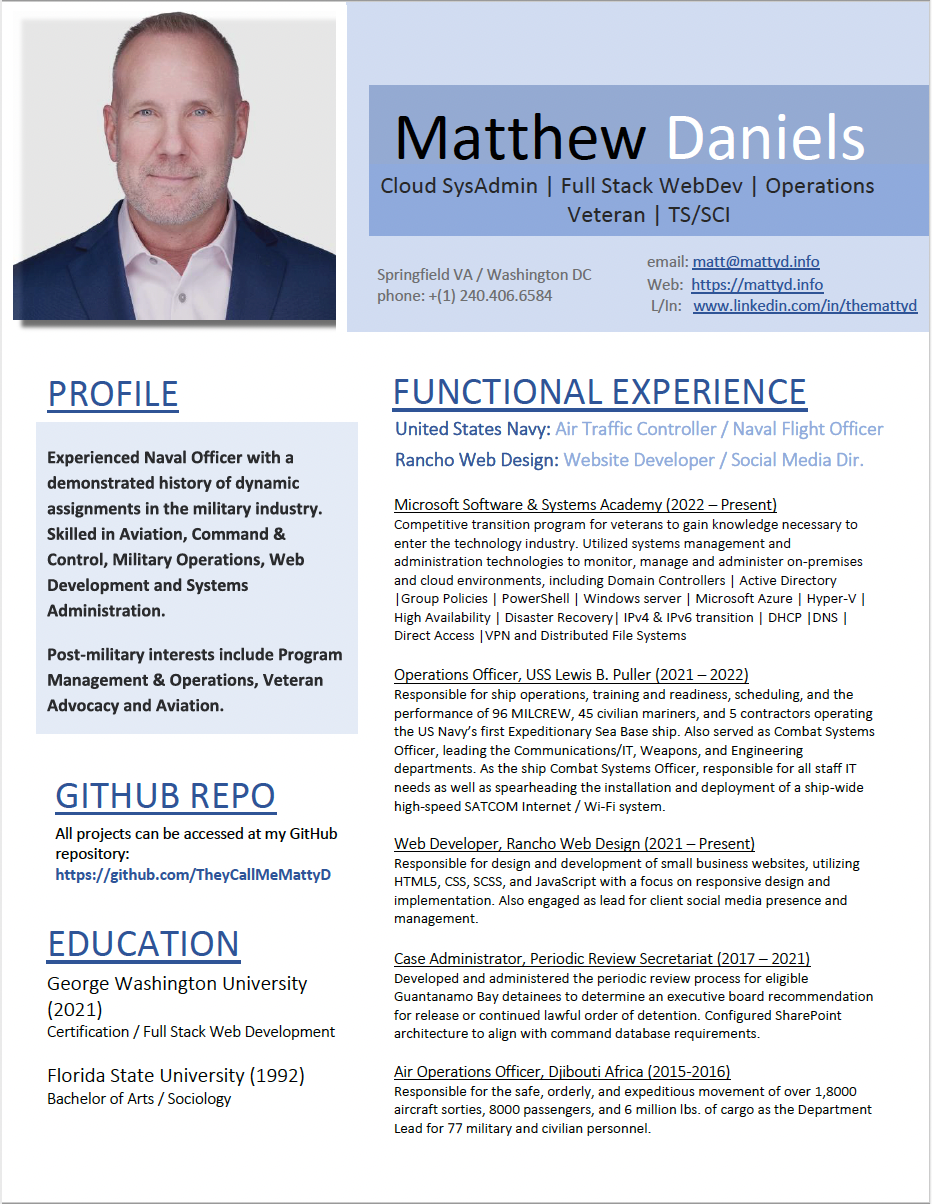 Matthew Daniels
Cloud SysAdmin | Full Stack WebDev | Operations
Veteran | TS/SCI
Springfield VA / Washington DC
phone: +(1) 240.406.6584
email: matt@mattyd.info
Web: https://mattyd.info
L/In: www.linkedin.com/in/themattyd
PROFILE
Experienced Naval Officer with a
demonstrated history of dynamic
assignments in the military industry.
Skilled in Aviation, Command &
Control, Military Operations, Web
Development and Systems
Administration.
Post-military interests include Program
Management & Operations, Veteran
Advocacy and Aviation.
GITHUB REPO
All projects can be accessed at my GitHub
repository:
https://github.com/TheyCallMeMattyD
EDUCATION
George Washington University
(2021)
Certification / Full Stack Web Development
Florida State University (1992)
Bachelor of Arts / Sociology
FUNCTIONAL EXPERIENCE
United States Navy: Air Traffic Controller / Naval Flight Officer
Rancho Web Design: Website Developer / Social Media Dir.
Microsoft Software & Systems Academy (2022 – Present)
Competitive transition program for veterans to gain knowledge necessary to
enter the technology industry. Utilized systems management and
administration technologies to monitor, manage and administer on-premises
and cloud environments, including Domain Controllers | Active Directory
|Group Policies | PowerShell | Windows server | Microsoft Azure | Hyper-V |
High Availability | Disaster Recovery| IPv4 & IPv6 transition | DHCP |DNS |
Direct Access |VPN and Distributed File Systems
Operations Officer, USS Lewis B. Puller (2021 – 2022)
Responsible for ship operations, training and readiness, scheduling, and the
performance of 96 MILCREW, 45 civilian mariners, and 5 contractors operating
the US Navy's first Expeditionary Sea Base ship. Also served as Combat Systems
Officer, leading the Communications/IT, Weapons, and Engineering
departments. As the ship Combat Systems Officer, responsible for all staff IT
needs as well as spearheading the installation and deployment of a ship-wide
high-speed SATCOM Internet / Wi-Fi system.
Web Developer, Rancho Web Design (2021 – Present)
Responsible for design and development of small business websites, utilizing
HTML5, CSS, SCSS, and JavaScript with a focus on responsive design and
implementation. Also engaged as lead for client social media presence and
management.
Case Administrator, Periodic Review Secretariat (2017 – 2021)
Developed and administered the periodic review process for eligible
Guantanamo Bay detainees to determine an executive board recommendation
for release or continued lawful order of detention. Configured SharePoint
architecture to align with command database requirements.
Air Operations Officer, Djibouti Africa (2015-2016)
Responsible for the safe, orderly, and expeditious movement of over 1,8000
aircraft sorties, 8000 passengers, and 6 million lbs. of cargo as the Department
Lead for 77 military and civilian personnel.